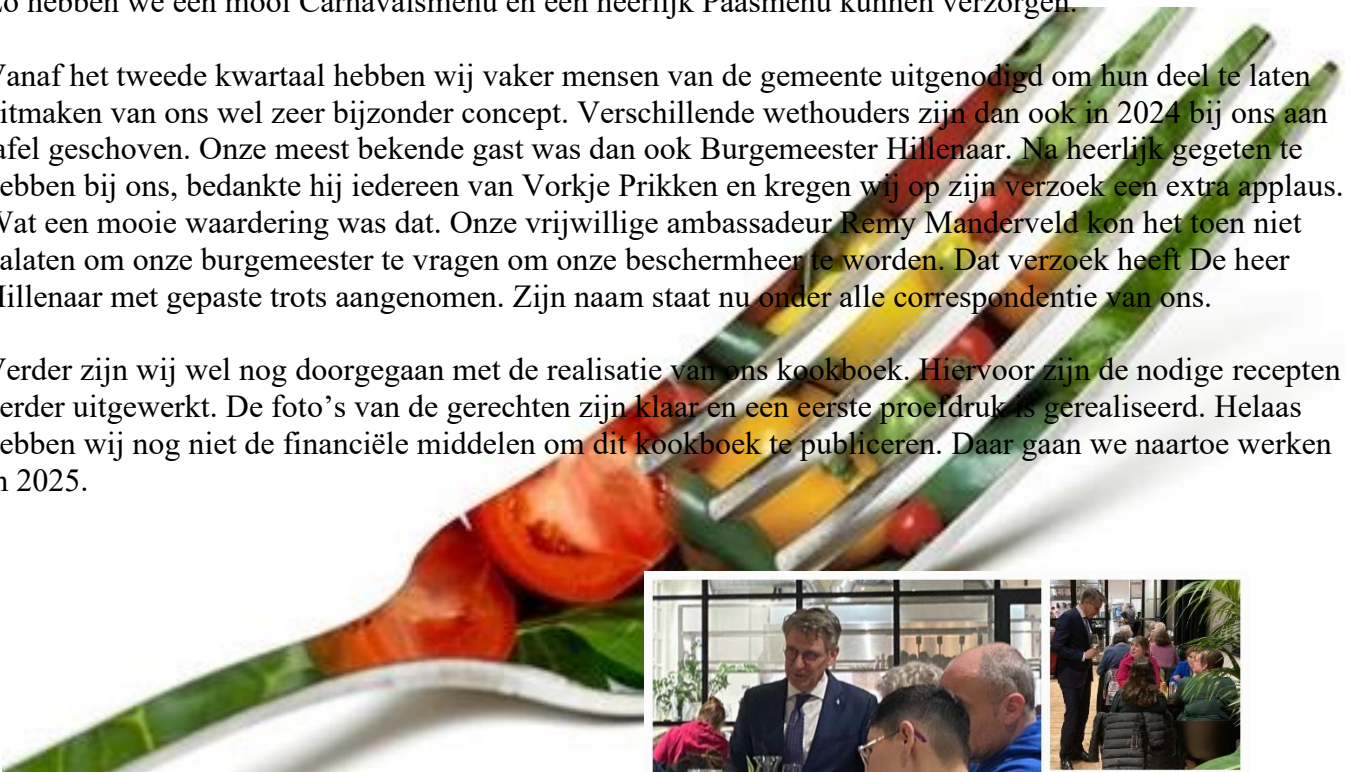 Zo hebben we een mooi Carnavalsmenu en een heerlijk Paasmenu kunnen verzorgen.
Vanaf het tweede kwartaal hebben wij vaker mensen van de gemeente uitgenodigd om hun deel te laten
uitmaken van ons wel zeer bijzonder concept. Verschillende wethouders zijn dan ook in 2024 bij ons aan
tafel geschoven. Onze meest bekende gast was dan ook Burgemeester Hillenaar. Na heerlijk gegeten te
hebben bij ons, bedankte hij iedereen van Vorkje Prikken en kregen wij op zijn verzoek een extra applaus.
Wat een mooie waardering was dat. Onze vrijwillige ambassadeur Remy Manderveld kon het toen niet
nalaten om onze burgemeester te vragen om onze beschermheer te worden. Dat verzoek heeft De heer
Hillenaar met gepaste trots aangenomen. Zijn naam staat nu onder alle correspondentie van ons.
Verder zijn wij wel nog doorgegaan met de realisatie van ons kookboek. Hiervoor zijn de nodige recepten
verder uitgewerkt. De foto’s van de gerechten zijn klaar en een eerste proefdruk is gerealiseerd. Helaas
hebben wij nog niet de financiële middelen om dit kookboek te publiceren. Daar gaan we naartoe werken
in 2025.